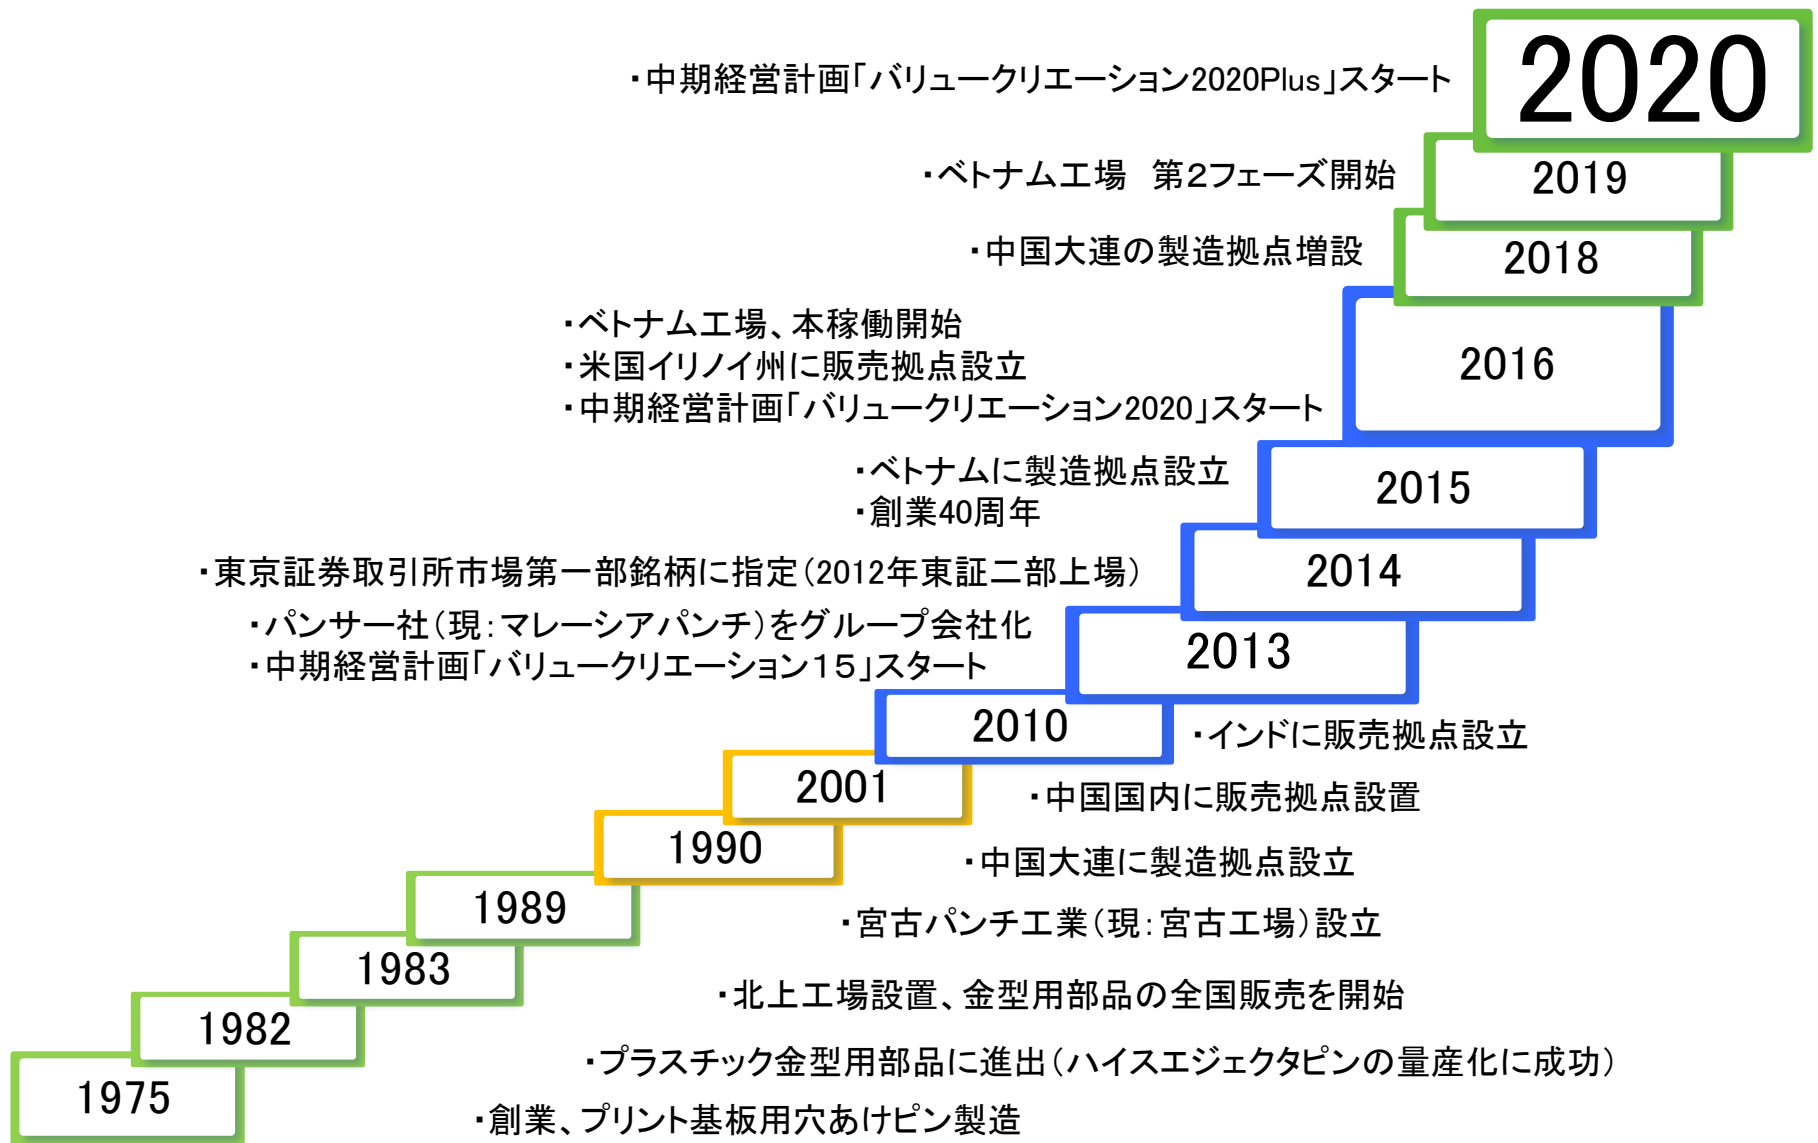 2020
・中期経営計画「バリュークリエーション2020Plus」スタート
2019
・ベトナム工場　第2フェーズ開始
2018
・中国大連の製造拠点増設
2016
・ベトナム工場、本稼働開始
・米国イリノイ州に販売拠点設立
・中期経営計画「バリュークリエーション2020」スタート
2015
・ベトナムに製造拠点設立
・創業40周年
2014
・東京証券取引所市場第一部銘柄に指定（2012年東証二部上場）
2013
・パンサー社（現：マレーシアパンチ）をグループ会社化
・中期経営計画「バリュークリエーション１５」スタート
2010
・インドに販売拠点設立
2001
・中国国内に販売拠点設置
1990
・中国大連に製造拠点設立
1989
・宮古パンチ工業（現：宮古工場）設立
1983
・北上工場設置、金型用部品の全国販売を開始
1982
・プラスチック金型用部品に進出（ハイスエジェクタピンの量産化に成功）
1975
・創業、プリント基板用穴あけピン製造